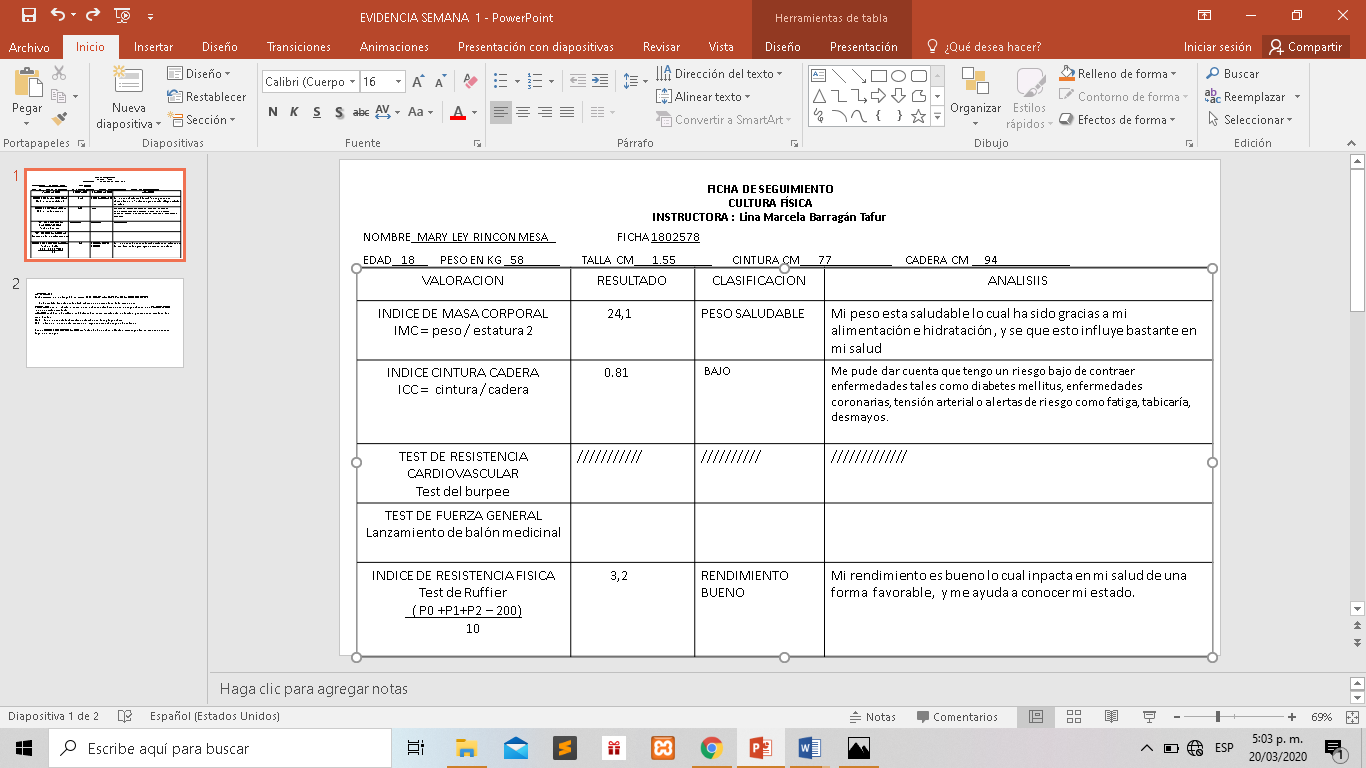 EVIDENCIA SEMANA 1 - PowerPoint
Herramientas de tabla
Archivo Inicio Insertar Diseño Transiciones Animaciones Presentación con diapositivas Revisar Vista Diseño Presentación ¿Qué desea hacer? Iniciar sesión Compartir
Pegar
Portapapeles
Nueva diapositiva
Diseño
Restablecer
Sección
Diapositivas
Calibri (Cuerpo 16
N K S S abc AV Aa A
Fuente
Dirección del texto
Alinear texto
Convertir a SmartArt
Párrafo
Organizar
Estilos rápidos
Relleno de forma
Contorno de forma
Efectos de forma
Dibujo
Buscar
Reemplazar
Seleccionar
Edición
1
2
FICHA DE SEGUIMIENTO
CULTURA FÍSICA
INSTRUCTORA : Lina Marcela Barragán Tafur
NOMBRE MARY LEY RINCON MESA FICHA 1802578
EDAD 18 PESO EN KG 58 TALLA CM 1.55 CINTURA CM 77 CADERA CM 94
VALORACION RESULTADO CLASIFICACION ANALISIIS
INDICE DE MASA CORPORAL
IMC = peso / estatura 2
24,1
PESO SALUDABLE
Mi peso esta saludable lo cual ha sido gracias a mi
alimentación e hidratación , y se que esto influye bastante en
mi salud
INDICE CINTURA CADERA
ICC = cintura / cadera
0.81
BAJO
Me pude dar cuenta que tengo un riesgo bajo de contraer
enfermedades tales como diabetes mellitus, enfermedades
coronarias, tensión arterial o alertas de riesgo como fatiga, tabicaría,
desmayos.
TEST DE RESISTENCIA
CARDIOVASCULAR
Test del burpee
///////////
//////////
/////////////
TEST DE FUERZA GENERAL
Lanzamiento de balón medicinal
INDICE DE RESISTENCIA FISICA
Test de Ruffier
( P0 +P1+P2 – 200)
10
3,2
RENDIMIENTO
BUENO
Mi rendimiento es bueno lo cual inpacta en mi salud de una
forma favorable, y me ayuda a conocer mi estado.
Haga clic para agregar notas
Diapositiva 1 de 2 Español (Estados Unidos) Notas Comentarios 69%
Escribe aquí para buscar
ESP
5:03 p. m.
20/03/2020
1